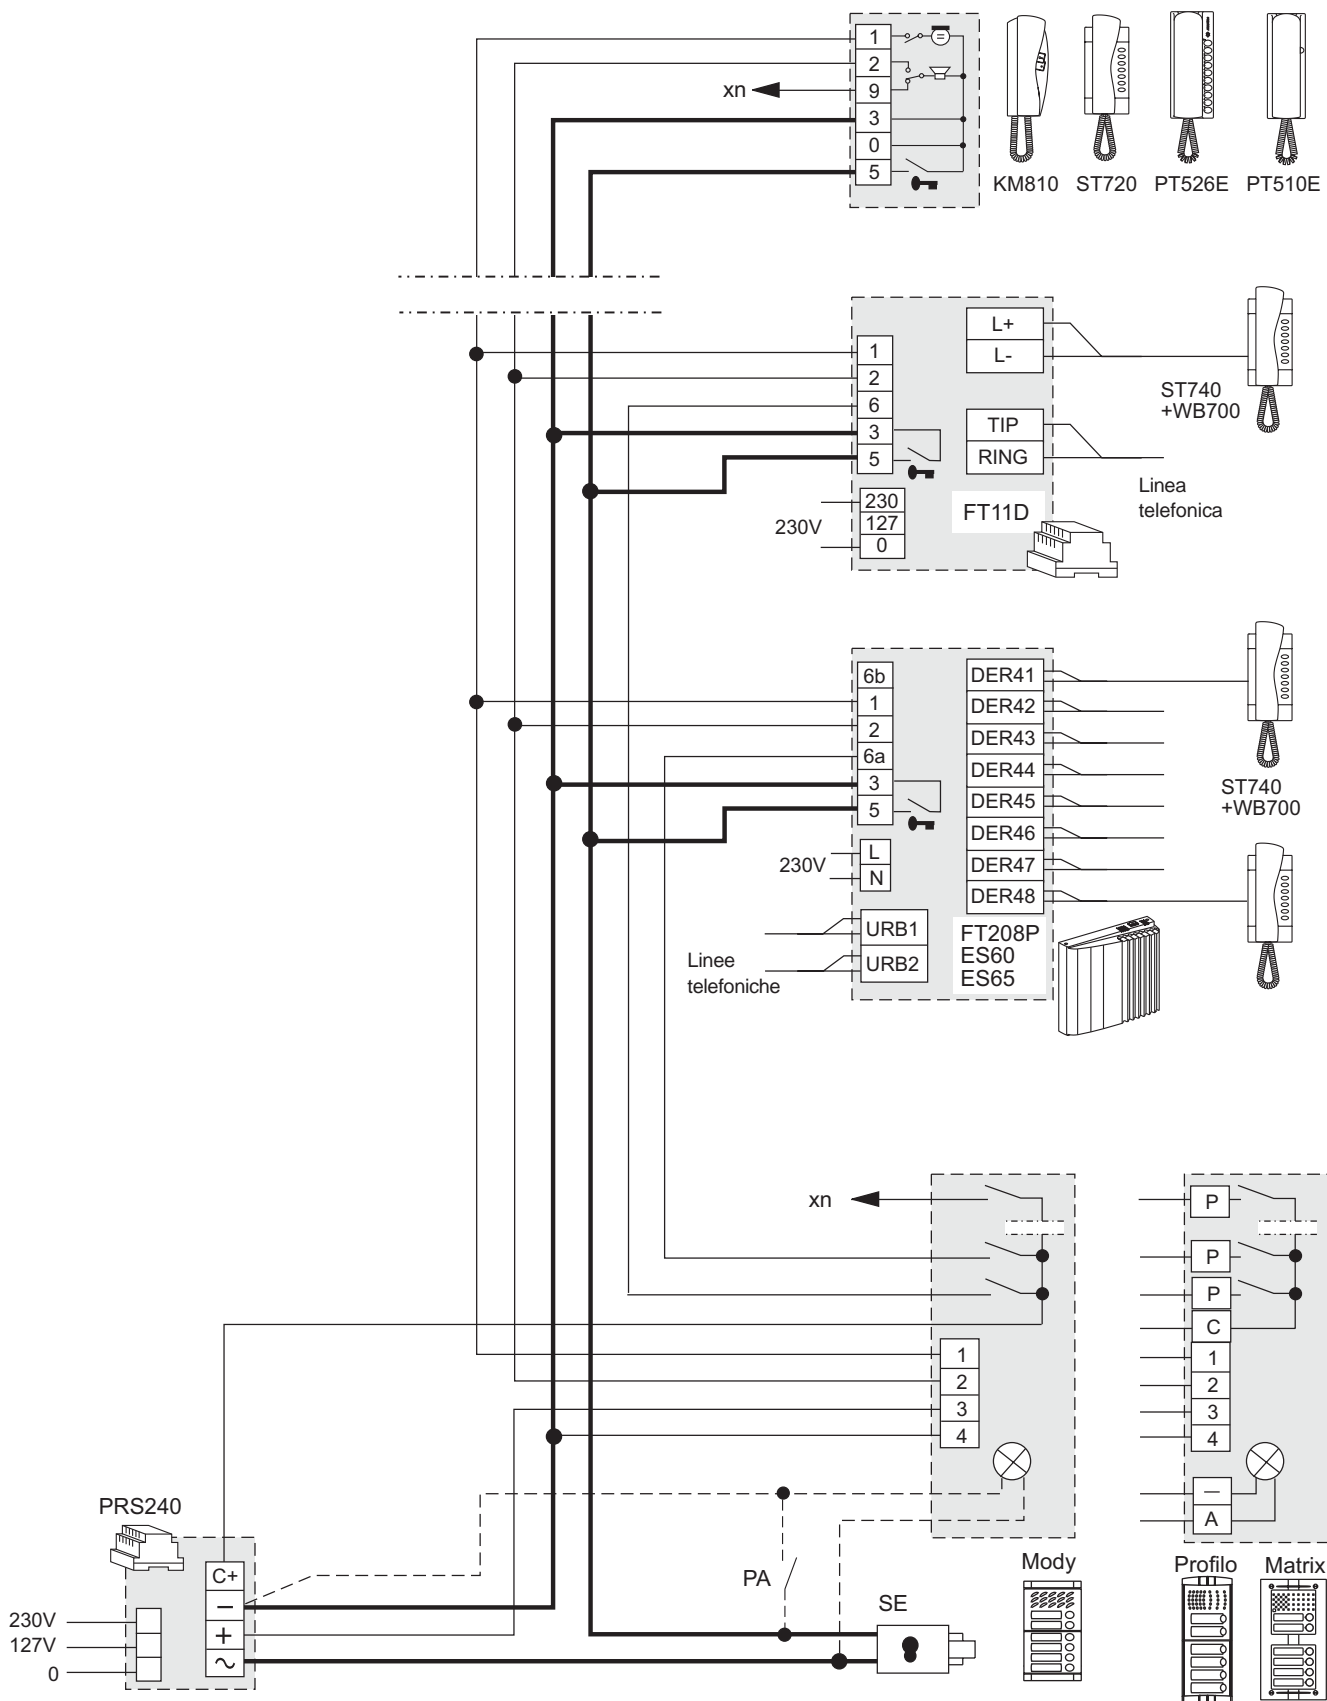 1
2
xn
9
3
0
5
KM810
ST720
PT526E
PT510E
L+
L-
1
2
6
3
5
TIP
RING
ST740
+WB700
Linea
telefonica
230V
230
127
0
FT11D
6b
1
2
6a
3
5
DER41
DER42
DER43
DER44
DER45
DER46
DER47
DER48
ST740
+WB700
230V
L
N
URB1
URB2
Linee
telefoniche
FT208P
ES60
ES65
xn
P
P
P
C
1
2
3
4
1
2
3
4
—
A
PRS240
C+
−
+
~
230V
127V
0
PA
SE
Mody
Profilo
Matrix